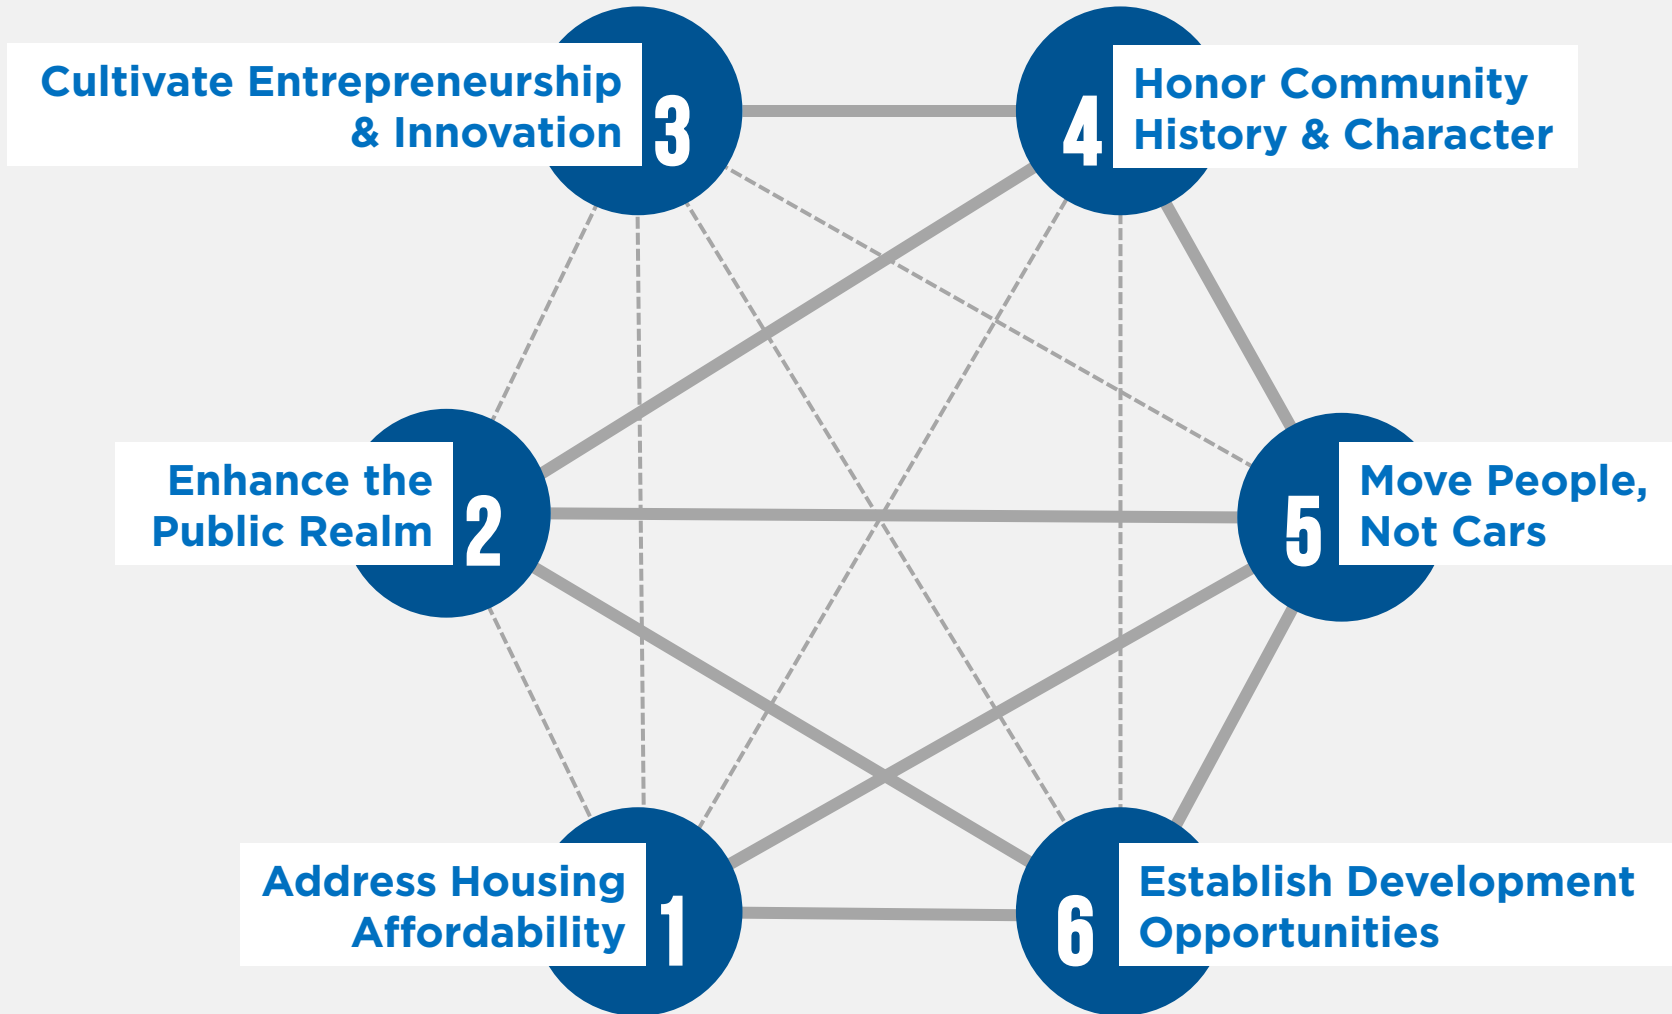 Cultivate Entrepreneurship
& Innovation
3
4
Honor Community
History & Character
Enhance the
Public Realm
2
5
Move People,
Not Cars
Address Housing
Affordability
1
6
Establish Development
Opportunities